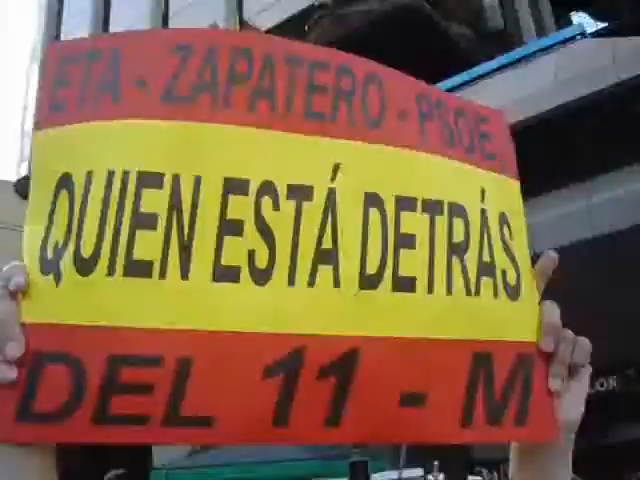 ETA - ZAPATERO - PSOE
QUIEN ESTÁ DETRÁS
DEL 11 - M